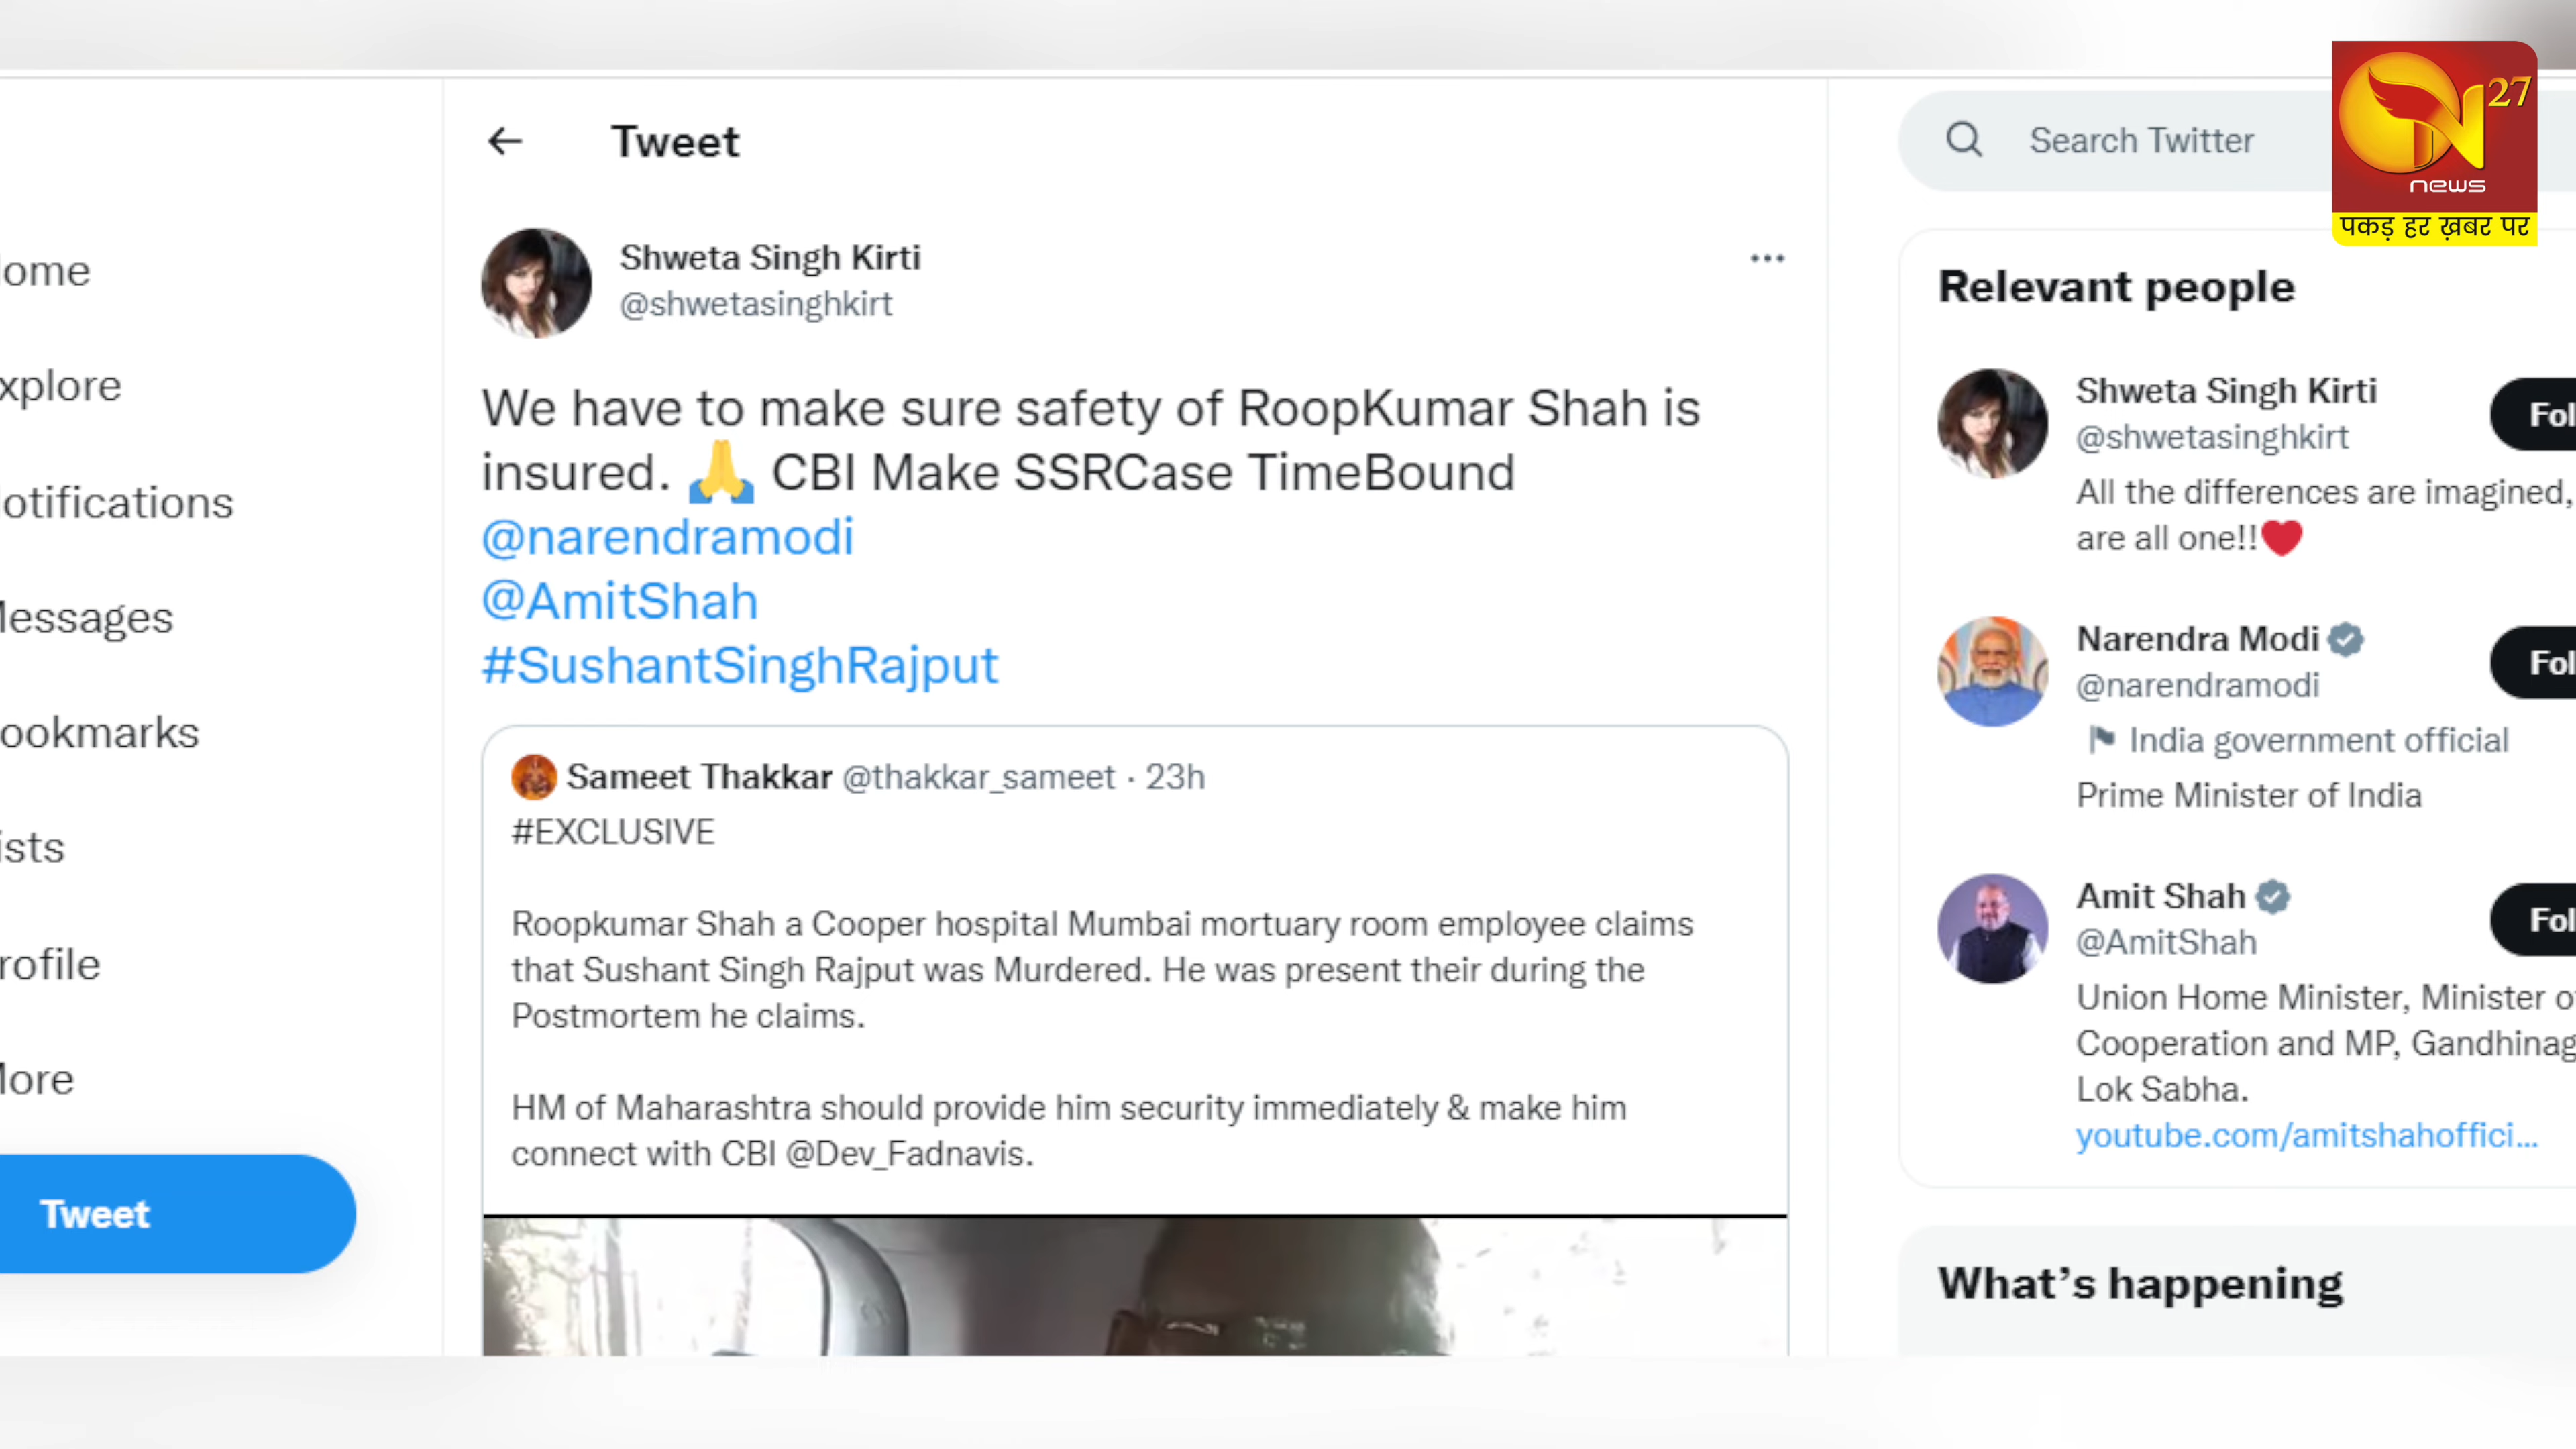 Tweet
Search Twitter
27
news
पकड़ हर ख़बर पर
ome
xplore
otifications
essages
ookmarks
ists
rofile
ore
Tweet
Shweta Singh Kirti
@shwetasinghkirt
We have to make sure safety of RoopKumar Shah is
insured. 🙏 CBI Make SSRCase TimeBound
@narendramodi
@AmitShah
#SushantSinghRajput
Sameet Thakkar @thakkar_sameet · 23h
#EXCLUSIVE
Roopkumar Shah a Cooper hospital Mumbai mortuary room employee claims
that Sushant Singh Rajput was Murdered. He was present their during the
Postmortem he claims.
HM of Maharashtra should provide him security immediately & make him
connect with CBI @Dev_Fadnavis.
Relevant people
Shweta Singh Kirti
@shwetasinghkirt
Fol
All the differences are imagined,
are all one!!❤️
Narendra Modi
@narendramodi
Fol
India government official
Prime Minister of India
Amit Shah
@AmitShah
Fol
Union Home Minister, Minister o
Cooperation and MP, Gandhinag
Lok Sabha.
youtube.com/amitshahoffici...
What's happening